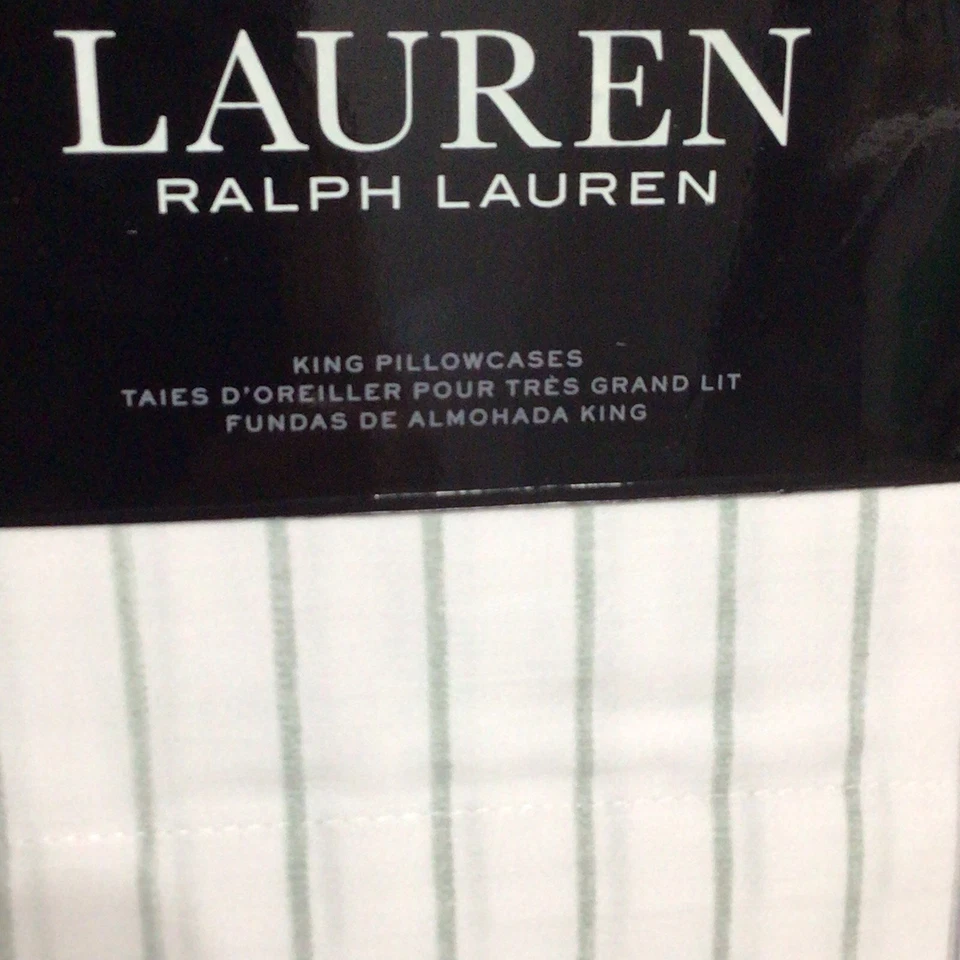 LAUREN
RALPH LAUREN
KING PILLOWCASES
TAIES D'OREILLER POUR TRÈS GRAND LIT
FUNDAS DE ALMOHADA KING